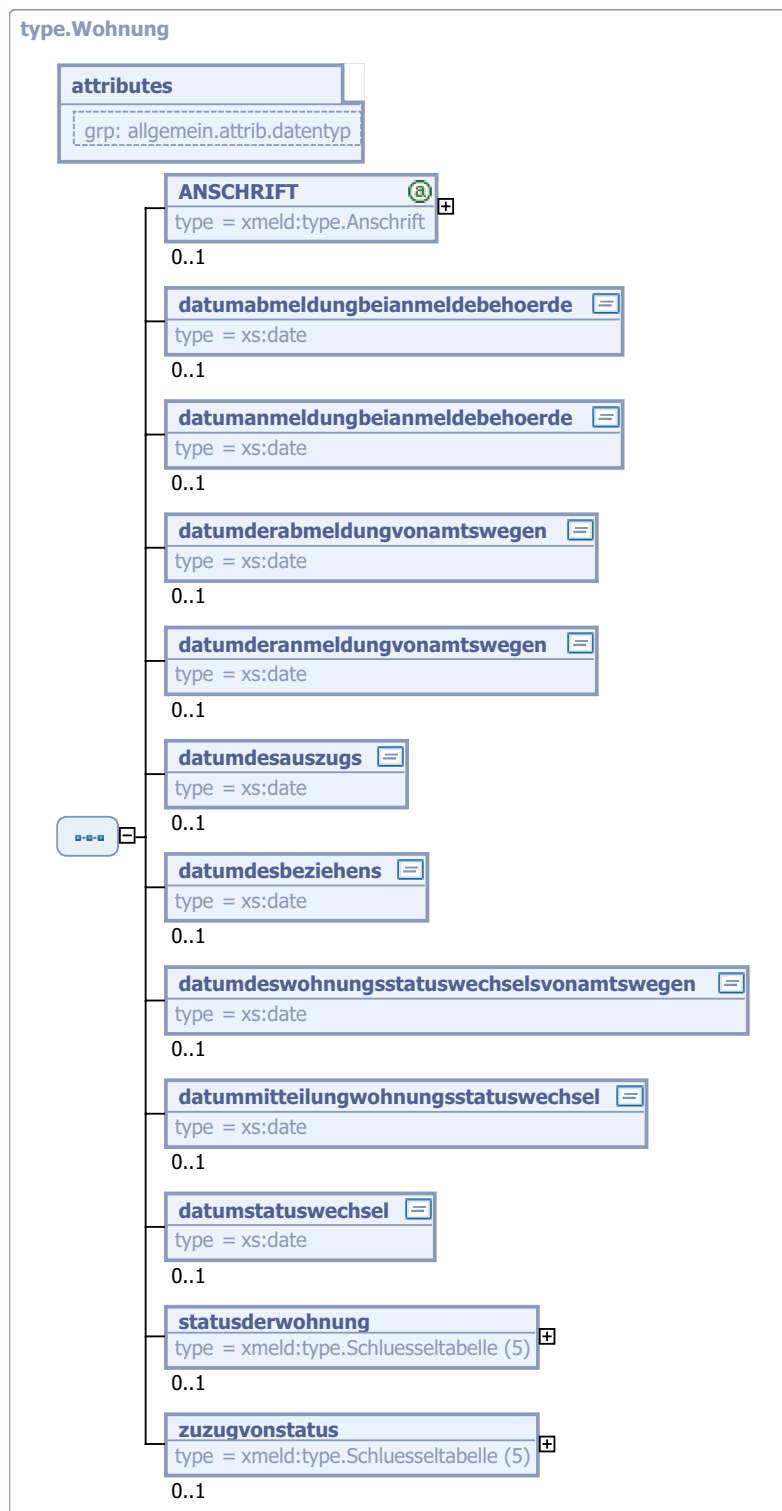 type.Wohnung
attributes
grp: allgemein.attrib.datentyp
ANSCHRIFT
type = xmeld:type.Anschrift
0..1
datumabmeldungbeianmeldebehoerde
type = xs:date
0..1
datumanmeldungbeianmeldebehoerde
type = xs:date
0..1
datumderabmeldungvonamtswegen
type = xs:date
0..1
datumderanmeldungvonamtswegen
type = xs:date
0..1
datumdesauszugs
type = xs:date
0..1
datumdesbeziehens
type = xs:date
0..1
datumdeswohnungsstatuswechselsvonamtswegen
type = xs:date
0..1
datummitteilungwohnungsstatuswechsel
type = xs:date
0..1
datumstatuswechsel
type = xs:date
0..1
statusderwohnung
type = xmeld:type.Schluesseltabelle (5)
0..1
zuzugvonstatus
type = xmeld:type.Schluesseltabelle (5)
0..1